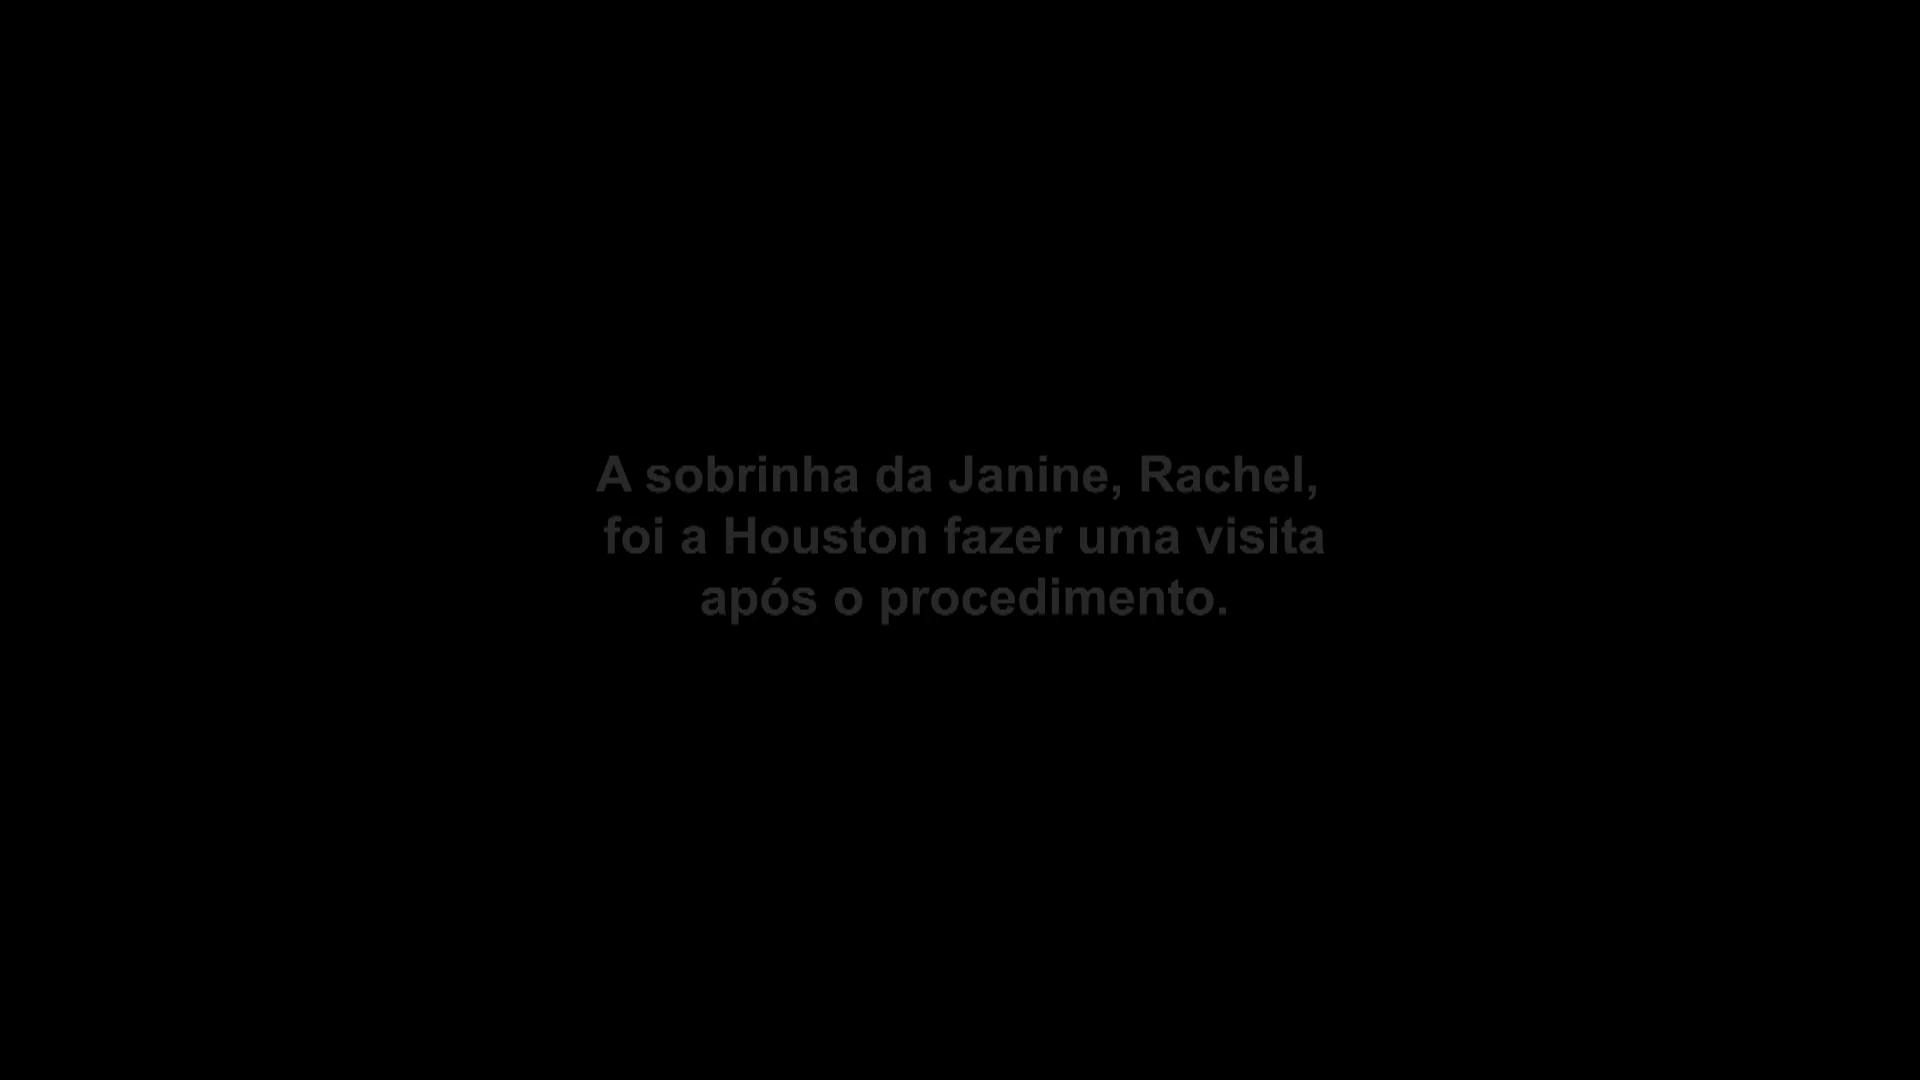 A sobrinha da Janine, Rachel,
foi a Houston fazer uma visita
após o procedimento.